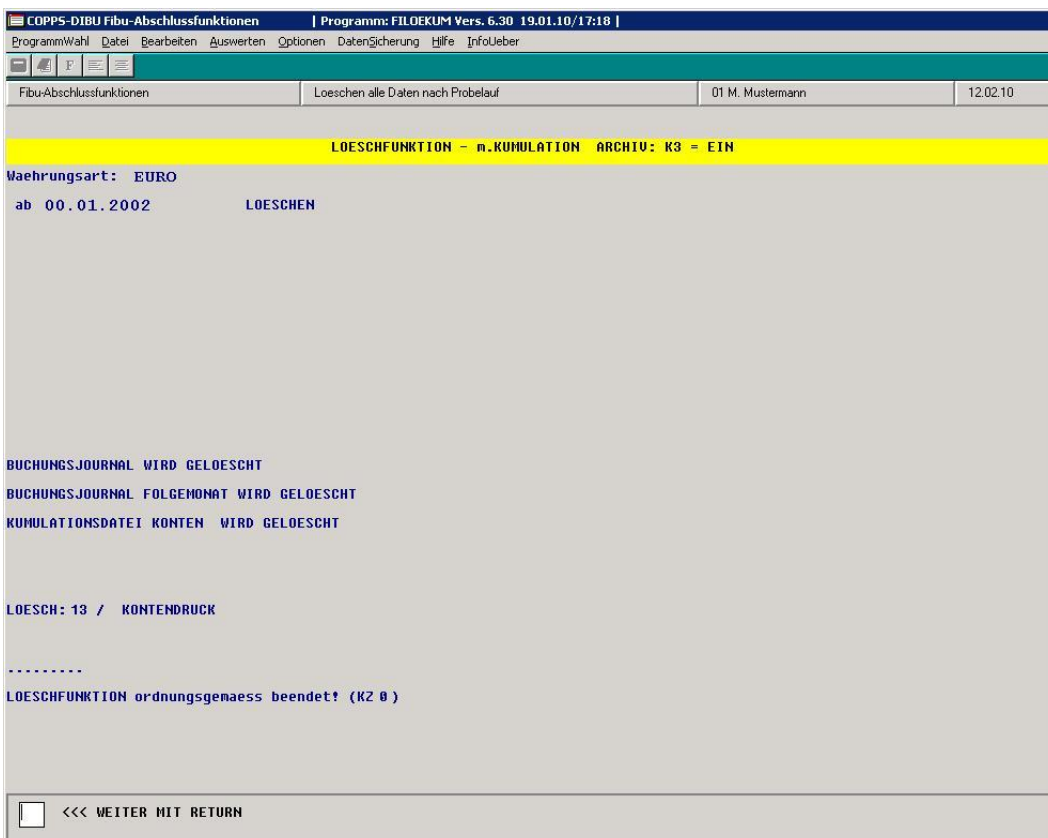 COPPS-DIBU Fibu-Abschlussfunktionen | Programm: FILOEKUM Vers. 6.30 19.01.10/17:18 |
ProgrammWahl Datei Bearbeiten Auswerten Optionen DatenSicherung Hilfe InfoUeber
F
Fibu-Abschlussfunktionen Loeschen alle Daten nach Probelauf 01 M. Mustermann 12.02.10
LOESCHFUNKTION - m.KUMULATION ARCHIV: K3 = EIN
Waehrungsart: EURO
ab 00.01.2002 LOESCHEN
BUCHUNGSJOURNAL WIRD GELOESCHT
BUCHUNGSJOURNAL FOLGEMONAT WIRD GELOESCHT
KUMULATIONSDATEI KONTEN WIRD GELOESCHT
LOESCH: 13 / KONTENDRUCK
.........
LOESCHFUNKTION ordnungsgemaess beendet! (KZ 0 )
<<< WEITER MIT RETURN